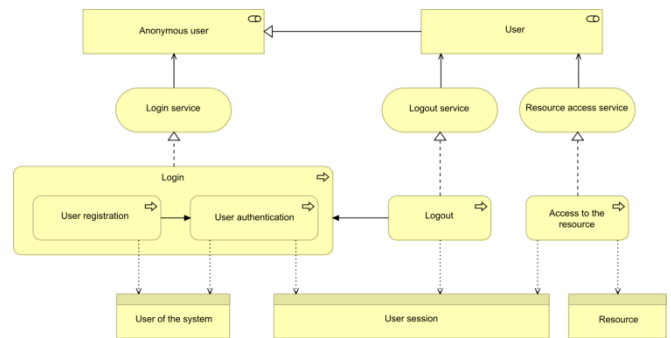 Anonymous user
User
Login service
Logout service
Resource access service
Login
User registration
User authentication
Logout
Access to the
resource
User of the system
User session
Resource